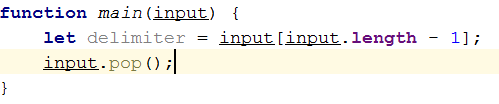 function main(input) {
    let delimiter = input[input.length - 1];
    input.pop();
}